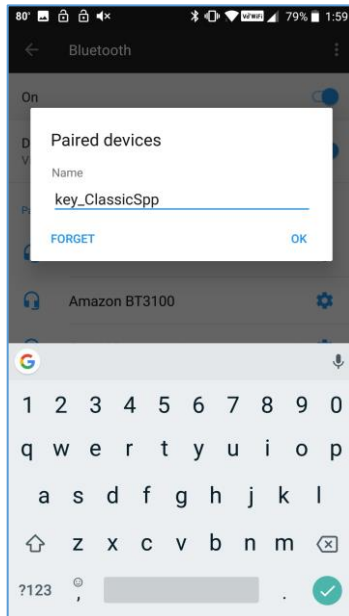 80° 79% 1:59
Bluetooth
On
D
V
Paired devices
Name
key_ClassicSpp
FORGET OK
Pa
Amazon BT3100
G
1 2 3 4 5 6 7 8 9 0
q w e r t y u i o p
a s d f g h j k l
z x c v b n m
?123 , .